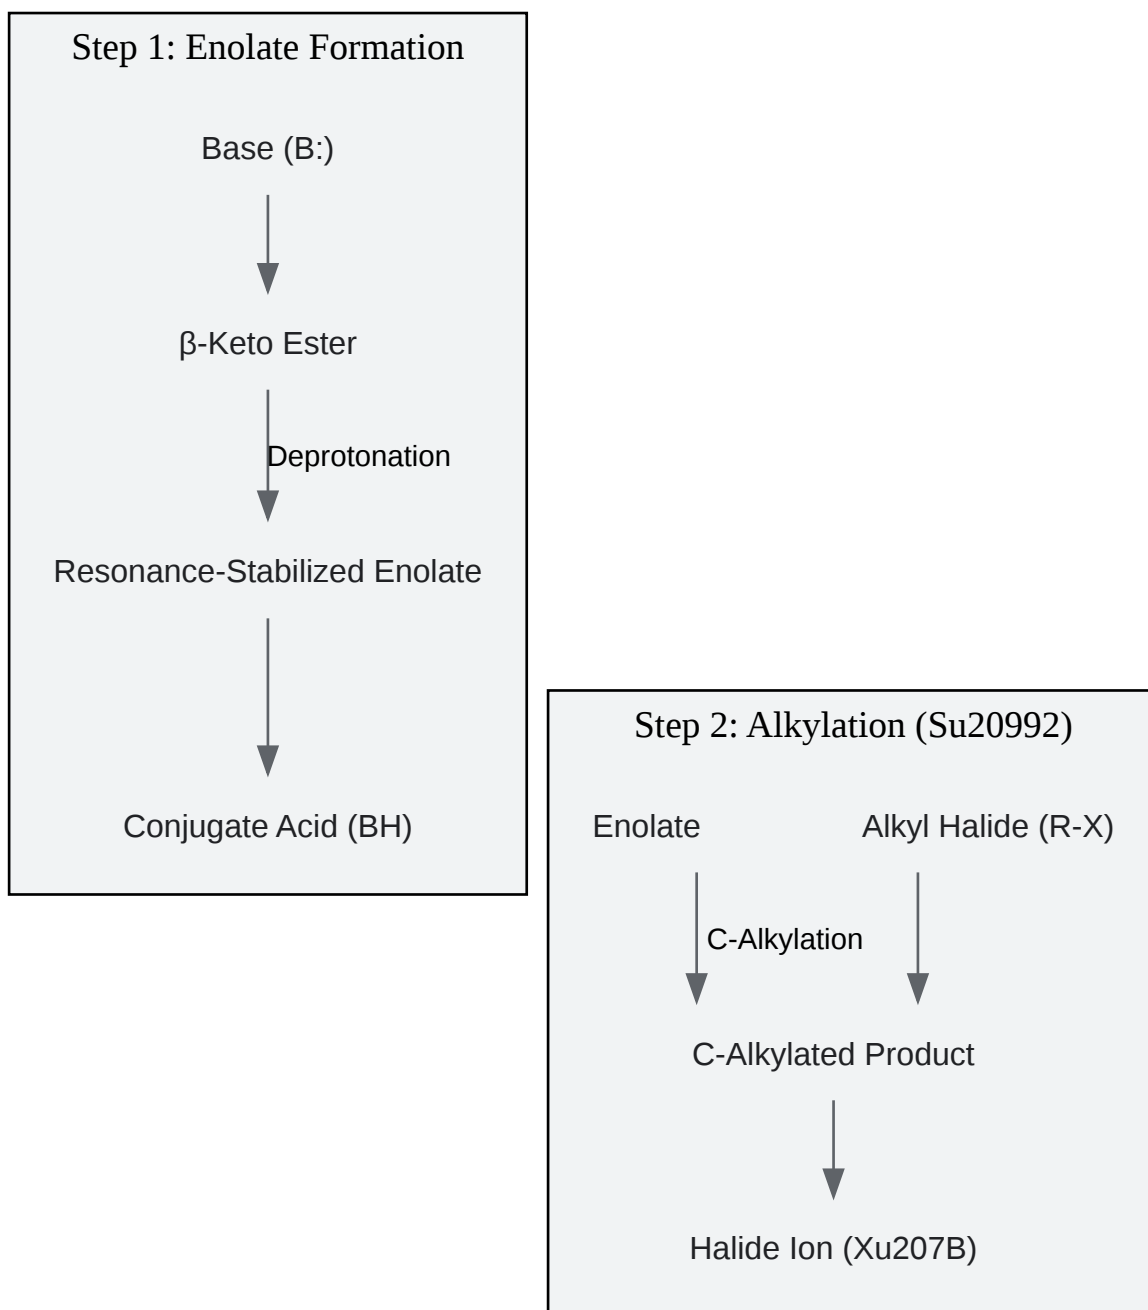 Step 1: Enolate Formation
Base (B:)
β-Keto Ester
Deprotonation
Resonance-Stabilized Enolate
Conjugate Acid (BH)
Step 2: Alkylation (Su20992)
Enolate
Alkyl Halide (R-X)
C-Alkylation
C-Alkylated Product
Halide Ion (Xu207B)